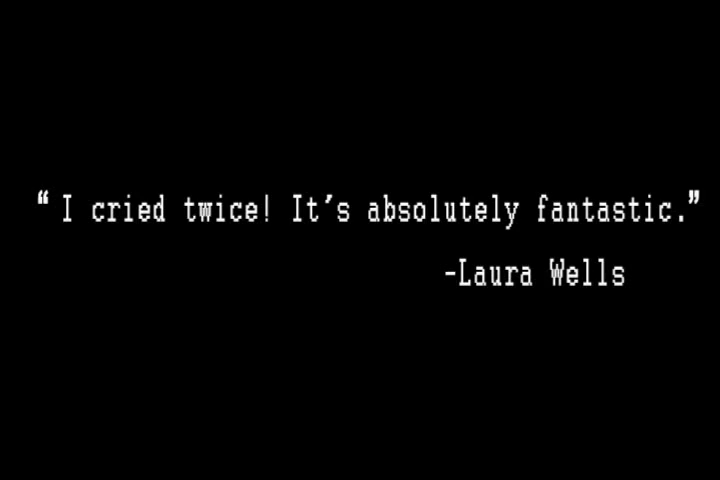 “ I cried twice! It’s absolutely fantastic.”
-Laura Wells